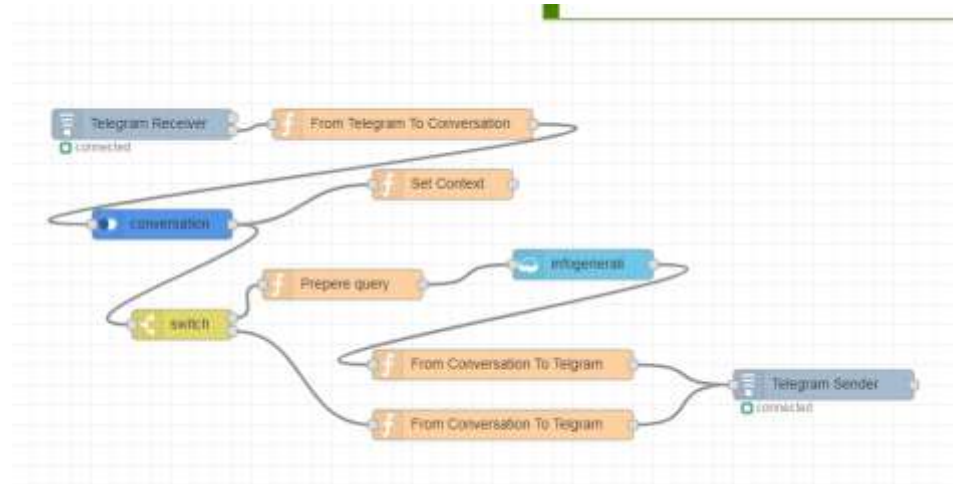 Telegram Receiver
From Telegram To Conversation
connected
Set Context
conversation
infogenerali
Prepere query
switch
From Conversation To Telgram
Telegram Sender
connected
From Conversation To Telgram